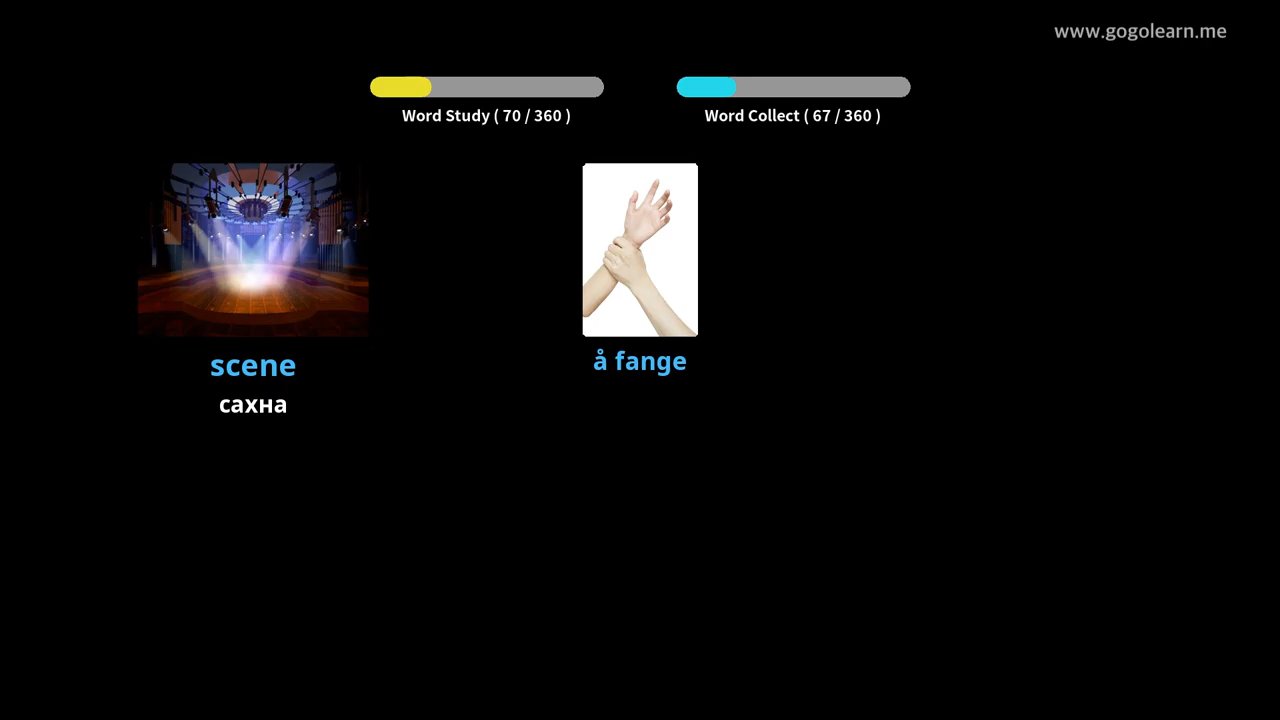 www.gogolearn.me
Word Study ( 70 / 360 )
Word Collect ( 67 / 360 )
scene
сахна
å fange